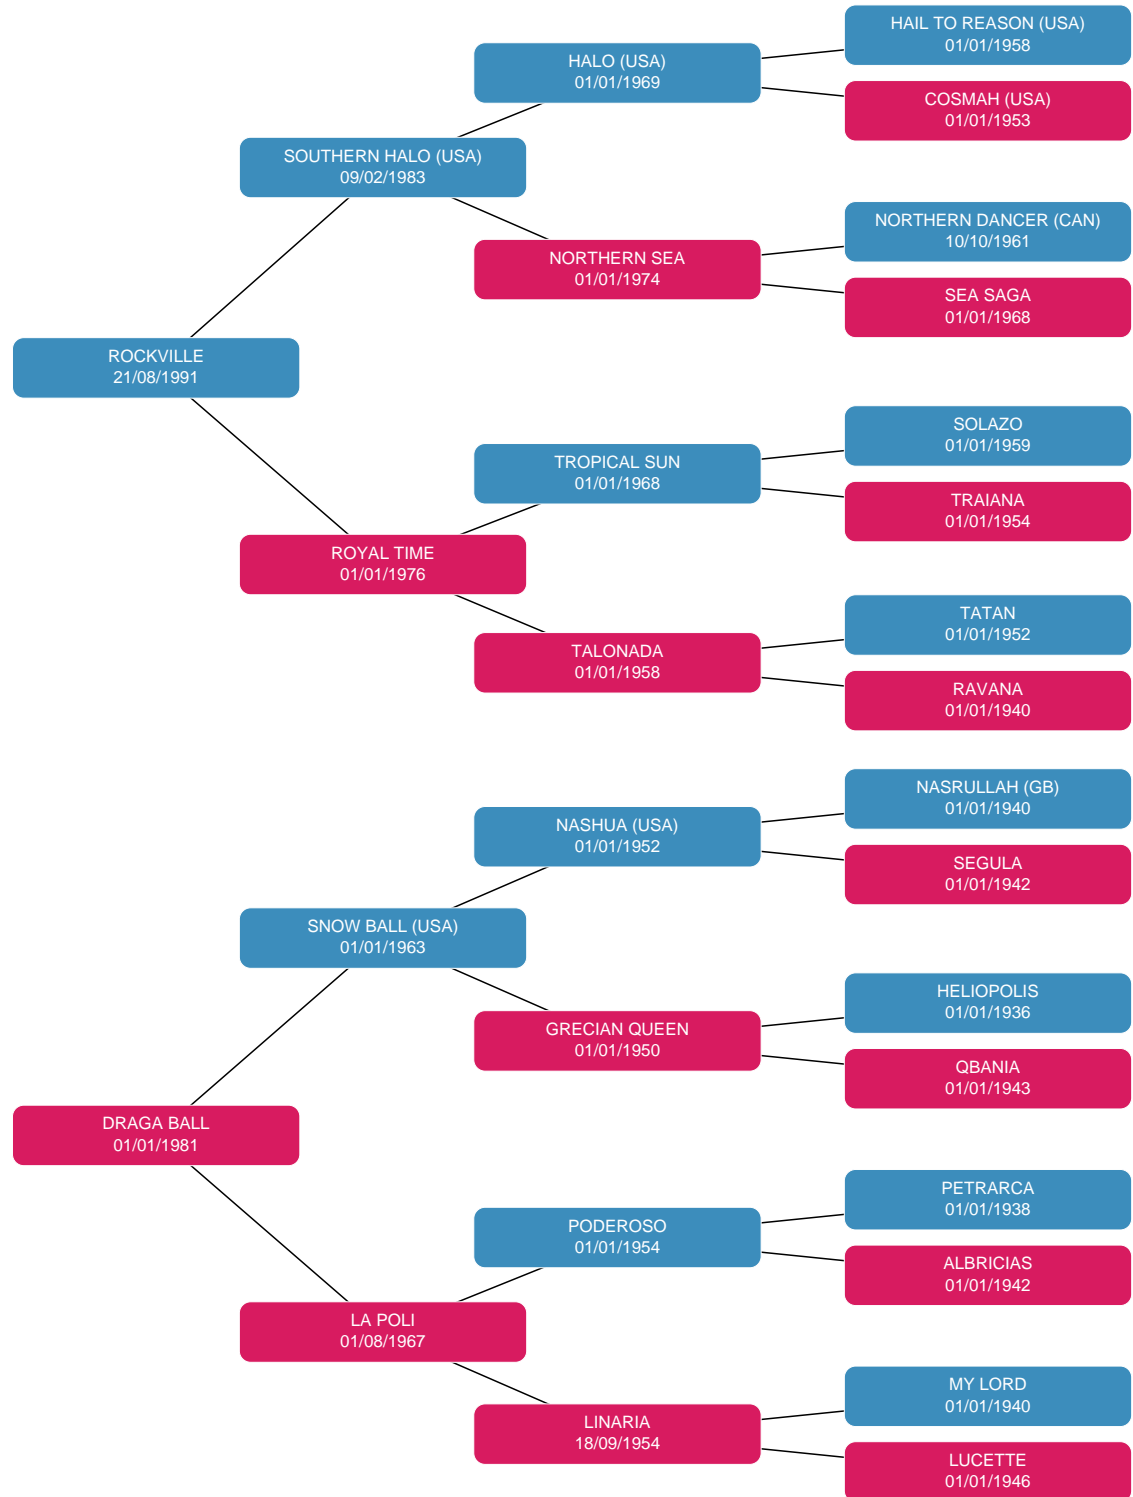 HAIL TO REASON (USA)
01/01/1958
HALO (USA)
01/01/1969
COSMAH (USA)
01/01/1953
SOUTHERN HALO (USA)
09/02/1983
NORTHERN DANCER (CAN)
10/10/1961
NORTHERN SEA
01/01/1974
SEA SAGA
01/01/1968
ROCKVILLE
21/08/1991
SOLAZO
01/01/1959
TROPICAL SUN
01/01/1968
TRAIANA
01/01/1954
ROYAL TIME
01/01/1976
TATAN
01/01/1952
TALONADA
01/01/1958
RAVANA
01/01/1940
NASRULLAH (GB)
01/01/1940
NASHUA (USA)
01/01/1952
SEGULA
01/01/1942
SNOW BALL (USA)
01/01/1963
HELIOPOLIS
01/01/1936
GRECIAN QUEEN
01/01/1950
QBANIA
01/01/1943
DRAGA BALL
01/01/1981
PETRARCA
01/01/1938
PODEROSO
01/01/1954
ALBRICIAS
01/01/1942
LA POLI
01/08/1967
MY LORD
01/01/1940
LINARIA
18/09/1954
LUCETTE
01/01/1946